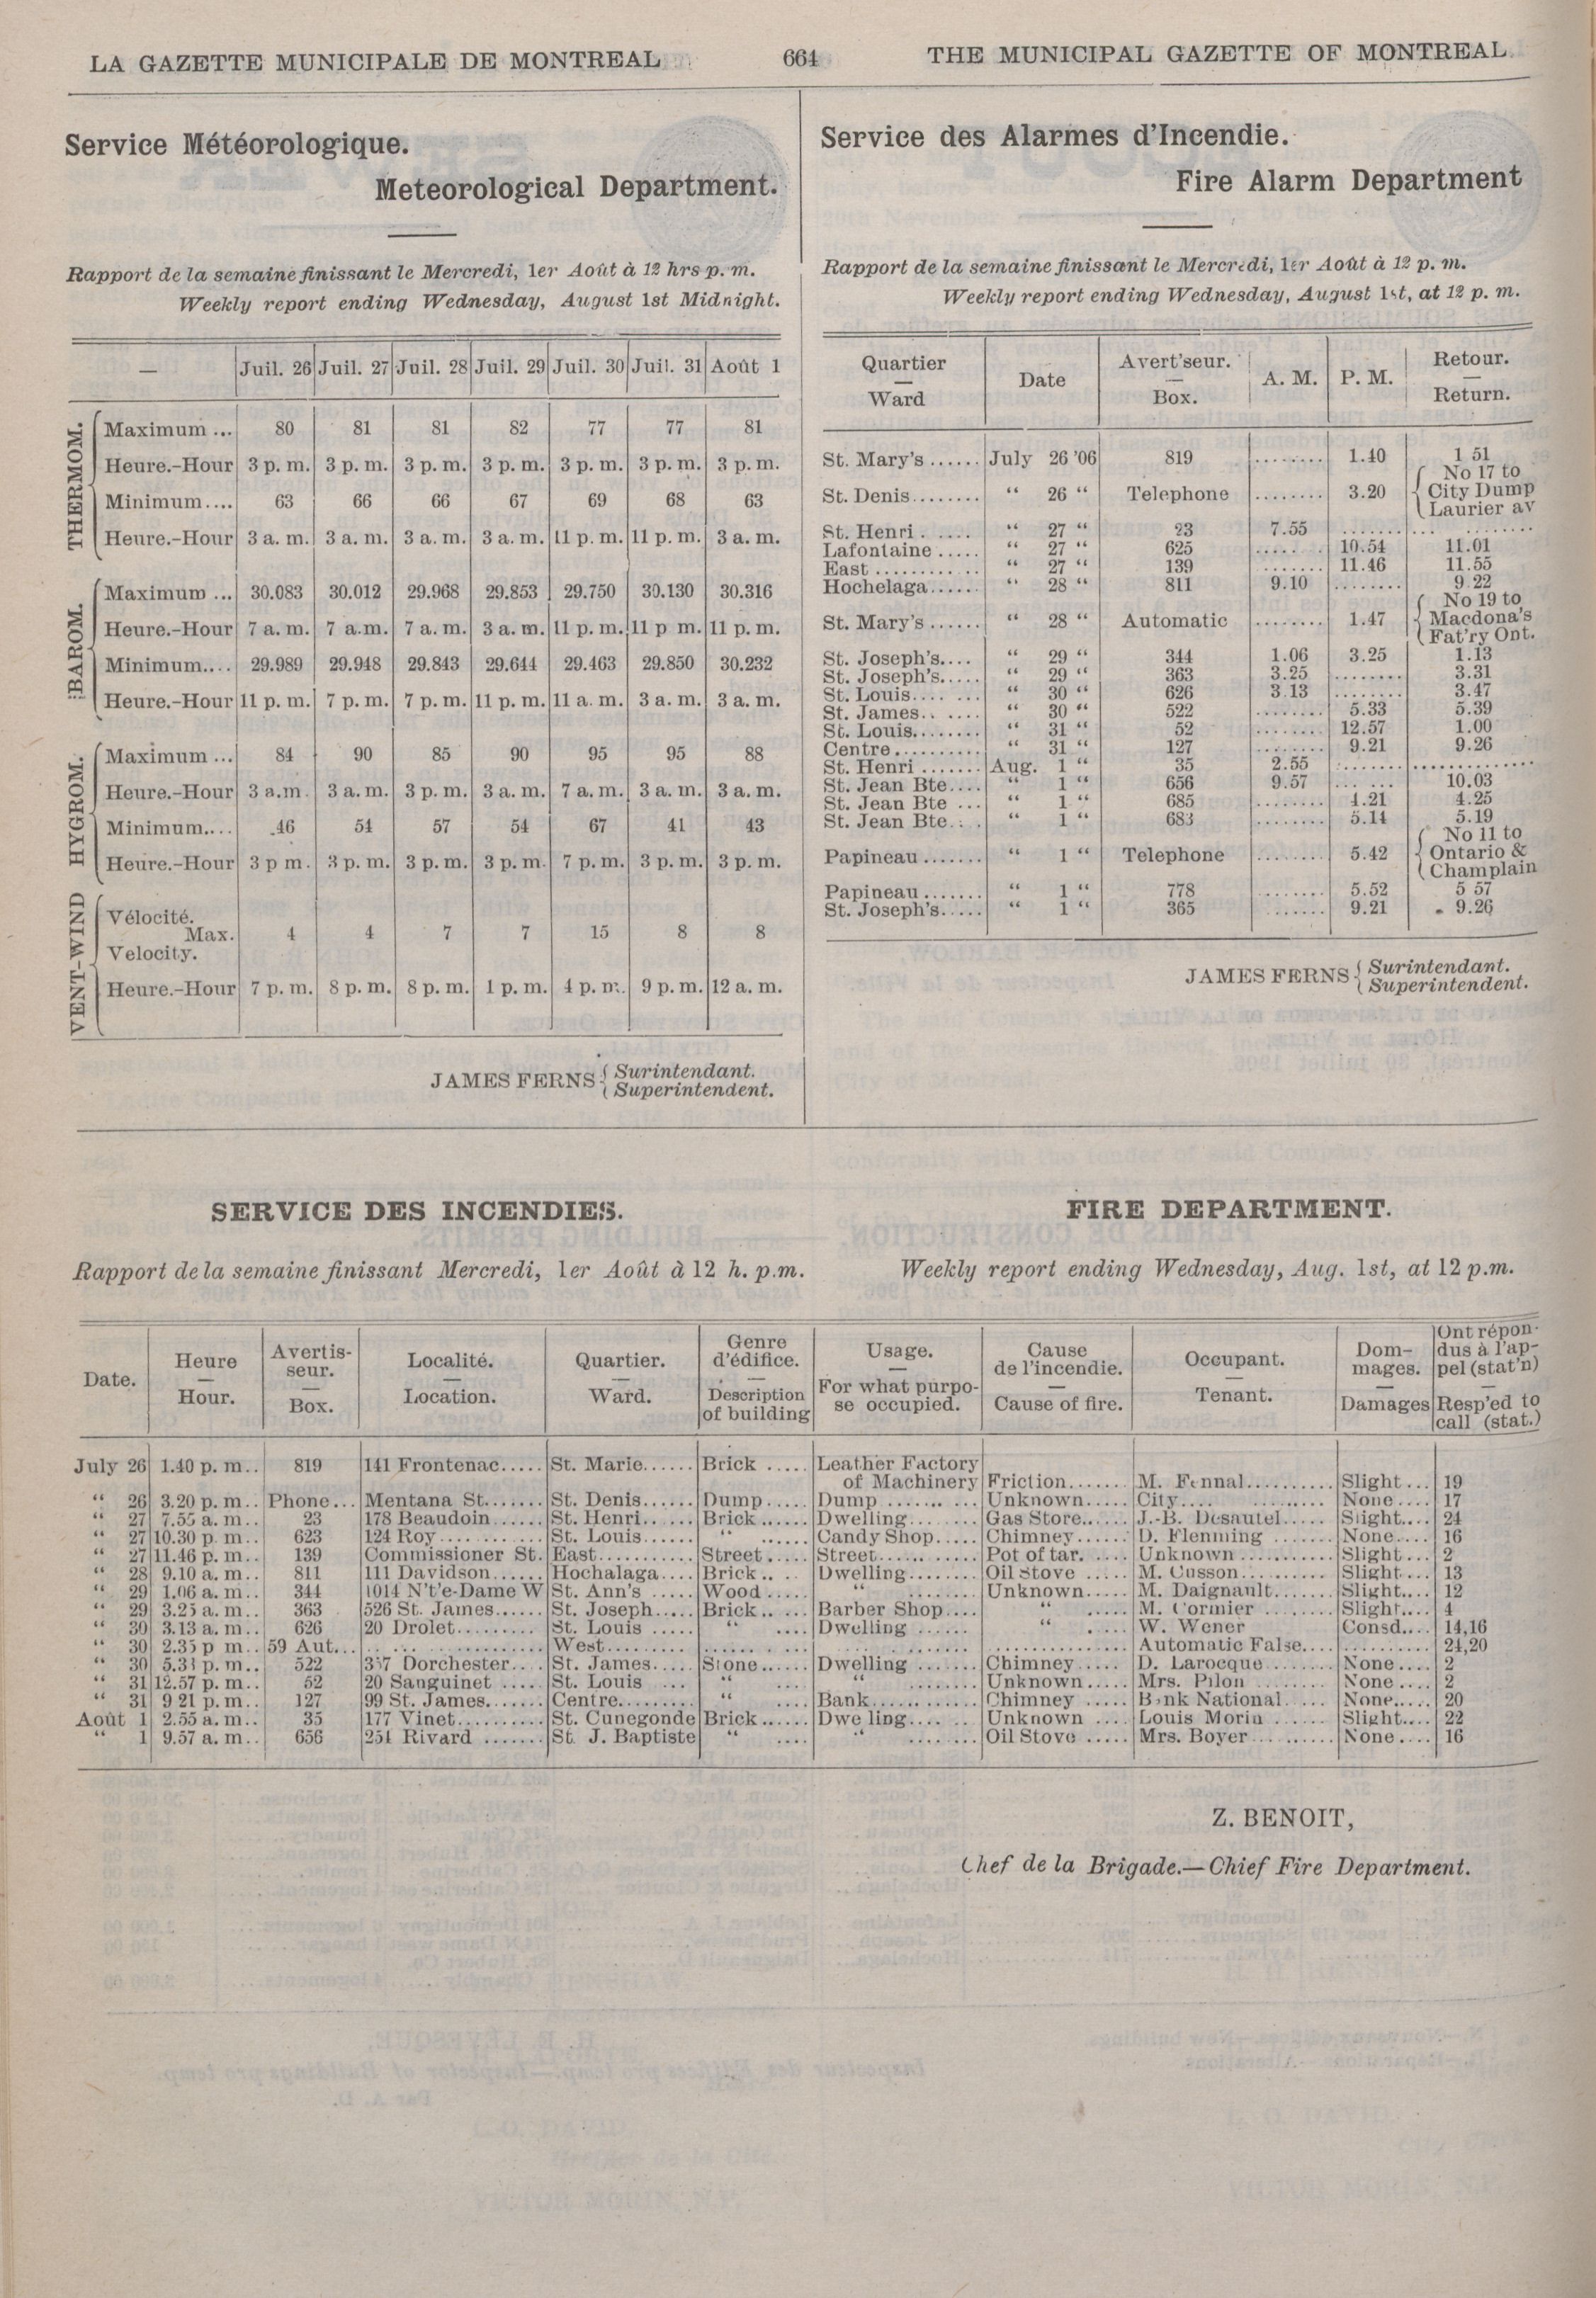 LA GAZETTE MUNICIPALE DE MONTREAL 664 THE MUNICIPAL GAZETTE OF MONTREAL
Service Météorologique.
Meteorological Department.
Rapport de la semaine finissant le Mercredi, 1er Août à 12 hrs p. m.
Weekly report ending Wednesday, August 1st Midnight.
— Juil. 26 Juil. 27 Juil. 28 Juil. 29 Juil. 30 Juil. 31 Août 1
THERMOM.
Maximum ... 80 81 81 82 77 77 81
Heure.-Hour 3 p. m. 3 p. m. 3 p. m. 3 p. m. 3 p. m. 3 p. m. 3 p. m.
Minimum.... 63 66 66 67 69 68 63
Heure.-Hour 3 a. m. 3 a. m. 3 a. m. 3 a. m. 11 p. m. 11 p. m. 3 a. m.
BAROM.
Maximum ... 30.083 30.012 29.968 29.853 29.750 30.130 30.316
Heure.-Hour 7 a. m. 7 a.m. 7 a. m. 3 a. m. 11 p. m. 11 p m. 11 p. m.
Minimum.... 29.989 29.948 29.843 29.644 29.463 29.850 30.232
Heure.-Hour 11 p. m. 7 p. m. 7 p. m. 11 p. m. 11 a. m. 3 a. m. 3 a. m.
HYGROM.
Maximum ... 84 90 85 90 95 95 88
Heure.-Hour 3 a.m. 3 a. m. 3 p. m. 3 a. m. 7 a. m. 3 a. m. 3 a. m.
Minimum.... 46 54 57 54 67 41 43
Heure.-Hour 3 p m. 3 p. m. 3 p. m. 3 p. m. 7 p. m. 3 p. m. 3 p. m.
VENT-WIND
Vélocité.
Max. 4 4 7 7 15 8 8
Velocity.
Heure.-Hour 7 p. m. 8 p. m. 8 p. m. 1 p. m. 4 p. m. 9 p. m. 12 a. m.
JAMES FERNS { Surintendant.
Superintendent.
Service des Alarmes d'Incendie.
Fire Alarm Department
Rapport de la semaine finissant le Mercredi, 1er Août à 12 p. m.
Weekly report ending Wednesday, August 1st, at 12 p. m.
Quartier — Ward Date Avert'seur. — Box. A. M. P. M. Retour. — Return.
St. Mary's ...... July 26 '06 819 ........ 1.40 1 51
St. Denis........ “ 26 “ Telephone ........ 3.20 { No 17 to City Dump Laurier av
St. Henri ...... “ 27 “ 23 7.55 ........ ........
Lafontaine ..... “ 27 “ 625 ........ 10.54 11.01
East ............ “ 27 “ 139 ....... 11.46 11.55
Hochelaga...... “ 28 “ 811 9.10 ........ 9 22
St. Mary's ...... “ 28 “ Automatic ........ 1.47 { No 19 to Macdona's Fat'ry Ont.
St. Joseph's.... “ 29 “ 344 1.06 3.25 1.13
St. Joseph's..... “ 29 “ 363 3.25 ........ 3.31
St. Louis.... ... “ 30 “ 626 3.13 ........ 3.47
St. James.. .... “ 30 “ 522 ........ 5.33 5.39
St. Louis........ “ 31 “ 52 ........ 12.57 1.00
Centre.......... “ 31 “ 127 ........ 9.21 9.26
St. Henri ....... Aug. 1 “ 35 2.55 ........ ............
St. Jean Bte.... “ 1 “ 656 9.57 ...... 10.03
St. Jean Bte ... “ 1 “ 685 ........ 4.21 4.25
St. Jean Bte... . “ 1 “ 683 ........ 5.14 5.19
Papineau ....... “ 1 “ Telephone ........ 5.42 { No 11 to Ontario & Champlain
Papineau ....... “ 1 “ 778 ........ 5.52 5 57
St. Joseph's..... “ 1 “ 365 ....... 9.21 9.26
JAMES FERNS { Surintendant.
Superintendent.
SERVICE DES INCENDIES. FIRE DEPARTMENT.
Rapport de la semaine finissant Mercredi, 1er Août à 12 h. p.m. Weekly report ending Wednesday, Aug. 1st, at 12 p.m.
Date. Heure — Hour. Avertis-seur. — Box. Localité. — Location. Quartier. — Ward. Genre d'édifice. — Description of building Usage. — For what purpo-se occupied. Cause de l'incendie. — Cause of fire. Occupant. — Tenant. Dom-mages. — Damages Ont répon-dus à l'ap-pel (stat'n) — Resp'ed to call (stat.)
July 26 1.40 p. m.. 819 141 Frontenac..... St. Marie...... Brick ..... Leather Factory
of Machinery Friction....... M. Fennal.......... Slight ... 19
“ 26 3.20 p. m.. Phone... Mentana St....... St. Denis...... Dump..... Dump ....... ... Unknown..... City.... ......... None .... 17
“ 27 7.55 a. m.. 23 178 Beaudoin...... St. Henri...... Brick ...... Dwelling........ Gas Store...... J.-B. Desautel..... Slight.... 24
“ 27 10.30 p. m.. 623 124 Roy........... St. Louis...... “ ...... Candy Shop..... Chimney...... D. Flenming ...... None.... 16
“ 27 11.46 p. m.. 139 Commissioner St. East........... Street ..... Street............ Pot of tar. .... Unknown ........... Slight ... 2
“ 28 9.10 a. m.. 811 111 Davidson...... Hochalaga.... Brick .. .. Dwelling........ Oil Stove ..... M. Cusson.......... Slight ... 13
“ 29 1.06 a. m.. 344 1014 N't'e-Dame W St. Ann's ..... Wood ..... “ ........ Unknown..... M. Daignault....... Slight.... 12
“ 29 3.25 a. m.. 363 526 St. James...... St. Joseph..... Brick.. ... Barber Shop.... “ ..... M. Cormier ........ Slight.... 4
“ 30 3.13 a. m.. 626 20 Drolet......... St. Louis ..... “ .... Dwelling ...... “ ..... W. Wener Consd.... 14,16
“ 30 2.35 p m.. 59 Aut... .................. West.......... ........... ............. .............. Automatic False.... ......... 24,20
“ 30 5.33 p. m.. 522 357 Dorchester.... St. James..... Stone...... Dwelling ....... Chimney ..... D. Larocque........ None .... 2
“ 31 12.57 p. m.. 52 20 Sanguinet ..... St. Louis ... “ .... “ ........ Unknown..... Mrs. Pilon ........ None .... 2
“ 31 9 21 p. m.. 127 99 St. James....... Centre......... “ .... Bank............ Chimney ..... Bank National..... None..... 20
Août 1 2.55 a. m.. 35 177 Vinet.......... St. Cunegonde Brick...... Dwe ling.... .. Unknown .... Louis Morin ...... Slight.... 22
“ 1 9.57 a. m.. 656 251 Rivard ....... St. J. Baptiste “ .... “ ....... Oil Stove ..... Mrs. Boyer.......... None .... 16
Z. BENOIT,
Chef de la Brigade.—Chief Fire Department.